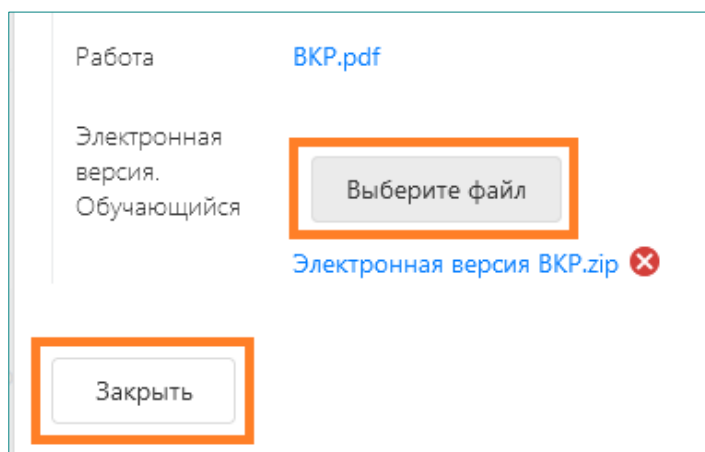 Работа ВКР.pdf
Электронная
версия.
Обучающийся
Выберите файл
Электронная версия ВКР.zip
Закрыть